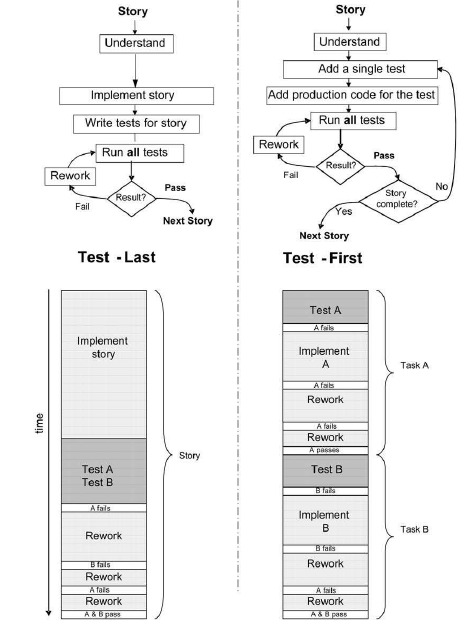 Story
Understand
Implement story
Write tests for story
Run all tests
Rework
Result?
Pass
Fail
Next Story
Test - Last
Story
Understand
Add a single test
Add production code for the test
Run all tests
Rework
Result?
Pass
Fail
Story
complete?
No
Yes
Next Story
Test - First
time
Implement
story
Test A
Test B
A fails
Rework
B fails
Rework
A fails
Rework
A & B pass
Story
Test A
A fails
Implement
A
A fails
Rework
A fails
Rework
A passes
Task A
Test B
B fails
Implement
B
B fails
Rework
A fails
Rework
A & B pass
Task B